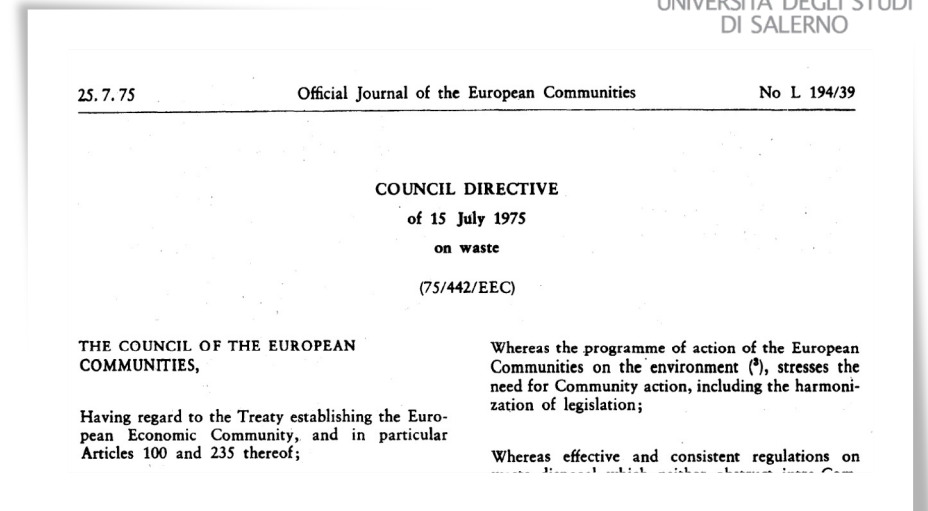 UNIVERSITÀ DEGLI STUDI
DI SALERNO
25. 7. 75 Official Journal of the European Communities No L 194/39
COUNCIL DIRECTIVE
of 15 July 1975
on waste
(75/442/EEC)
THE COUNCIL OF THE EUROPEAN
COMMUNITIES,
Having regard to the Treaty establishing the Euro-
pean Economic Community, and in particular
Articles 100 and 235 thereof;
Whereas the programme of action of the European
Communities on the environment (³), stresses the
need for Community action, including the harmoni-
zation of legislation;
Whereas effective and consistent regulations on